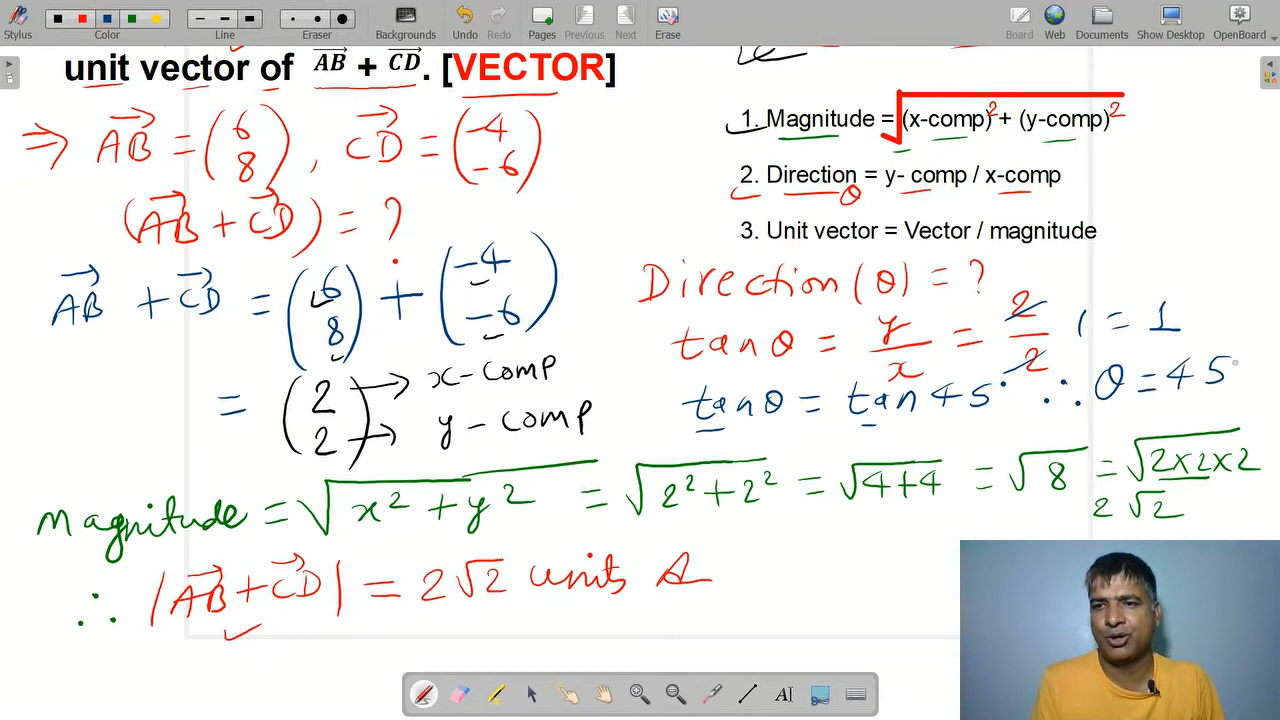 Stylus Color Line Eraser Backgrounds Undo Redo Pages Previous Next Erase Board Web Documents Show Desktop OpenBoard
unit vector of AB + CD. [VECTOR]
⇒ AB = (6 8), CD = (-4 -6)
(AB + CD) = ?
AB + CD = (6 8) + (-4 -6)
= (2 2) → x-comp → y-comp
1. Magnitude = √(x-comp)² + (y-comp)²
2. Direction θ = y- comp / x-comp
3. Unit vector = Vector / magnitude
Direction (θ) = ?
tanθ = y/x = 2/2 1 = 1
tanθ = tan45° ∴ θ = 45°
Magnitude = √x² + y² = √2² + 2² = √4+4 = √8 = √2×2×2
2√2
∴ |AB + CD| = 2√2 units